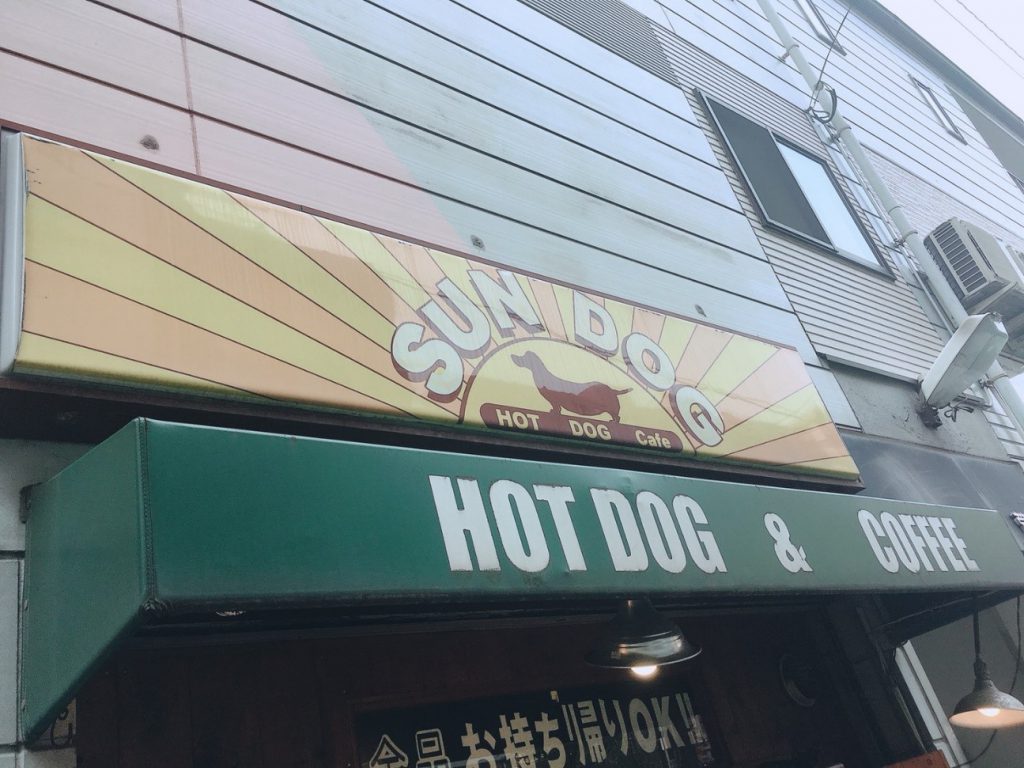 SUN DOG
HOT DOG Cafe
HOT DOG & COFFEE
全品お持ち帰りOK!!